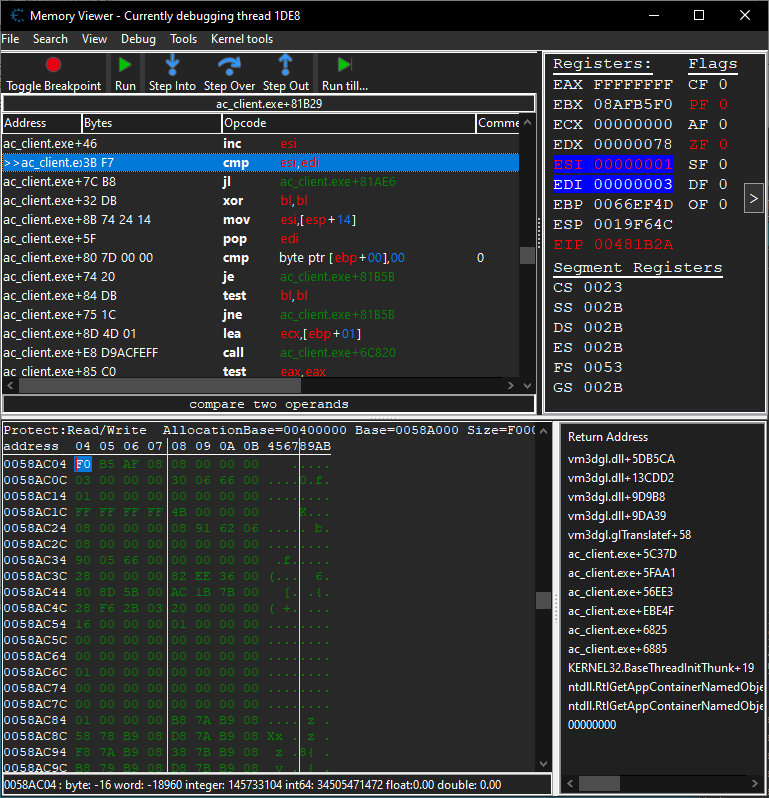 Memory Viewer - Currently debugging thread 1DE8
File Search View Debug Tools Kernel tools
Toggle Breakpoint Run Step Into Step Over Step Out Run till...
ac_client.exe+81B29
Address Bytes Opcode Comme
ac_client.exe+46 inc esi
>>ac_client.e:3B F7 cmp esi,edi
ac_client.exe+7C B8 jl ac_client.exe+81AE6
ac_client.exe+32 DB xor bl,bl
ac_client.exe+8B 74 24 14 mov esi,[esp+14]
ac_client.exe+5F pop edi
ac_client.exe+80 7D 00 00 cmp byte ptr [ebp+00],00 0
ac_client.exe+74 20 je ac_client.exe+81B5B
ac_client.exe+84 DB test bl,bl
ac_client.exe+75 1C jne ac_client.exe+81B5B
ac_client.exe+8D 4D 01 lea ecx,[ebp+01]
ac_client.exe+E8 D9ACFEFF call ac_client.exe+6C820
ac_client.exe+85 C0 test eax,eax
compare two operands
Registers: Flags
EAX FFFFFFFF CF 0
EBX 08AFB5F0 PF 0
ECX 00000000 AF 0
EDX 00000078 ZF 0
ESI 00000001 SF 0
EDI 00000003 DF 0
EBP 0066EF4D OF 0
ESP 0019F64C
EIP 00481B2A
>
Segment Registers
CS 0023
SS 002B
DS 002B
ES 002B
FS 0053
GS 002B
Protect:Read/Write AllocationBase=00400000 Base=0058A000 Size=F000
address 04 05 06 07 08 09 0A 0B 456789AB
0058AC04 F0 B5 AF 08 08 00 00 00 .....
0058AC0C 03 00 00 00 30 06 66 00 ....0.f.
0058AC14 01 00 00 00 00 00 00 00 ........
0058AC1C FF FF FF FF 4B 00 00 00 K...
0058AC24 08 00 00 00 08 91 62 06 ..... b.
0058AC2C 08 00 00 00 00 00 00 00 ........
0058AC34 90 05 66 00 00 00 00 00 .f.....
0058AC3C 28 00 00 00 82 EE 36 00 (... 6.
0058AC44 80 8D 5B 00 AC 1B 7B 00 [. .{.
0058AC4C 28 F6 2B 03 20 00 00 00 ( +. ...
0058AC54 16 00 00 00 01 00 00 00 ........
0058AC5C 00 00 00 00 00 00 00 00 ........
0058AC64 00 00 00 00 00 00 00 00 ........
0058AC6C 01 00 00 00 00 00 00 00 ........
0058AC74 00 00 00 00 00 00 00 00 ........
0058AC7C 00 00 00 00 00 00 00 00 ........
0058AC84 01 00 00 00 B8 7A B9 08 .... z .
0058AC8C 58 78 B9 08 D8 7A B9 08 Xx . z .
0058AC94 F8 7A B9 08 38 7B B9 08 z .8{ .
0058AC9C B8 79 B9 08 D8 7B B9 08 y . { .
0058AC04 : byte: -16 word: -18960 integer: 145733104 int64: 34505471472 float:0.00 double: 0.00
Return Address
vm3dgl.dll+5DB5CA
vm3dgl.dll+13CDD2
vm3dgl.dll+9D9B8
vm3dgl.dll+9DA39
vm3dgl.glTranslatef+58
ac_client.exe+5C37D
ac_client.exe+5FAA1
ac_client.exe+56EE3
ac_client.exe+EBE4F
ac_client.exe+6825
ac_client.exe+6885
KERNEL32.BaseThreadInitThunk+19
ntdll.RtlGetAppContainerNamedObje
ntdll.RtlGetAppContainerNamedObje
00000000